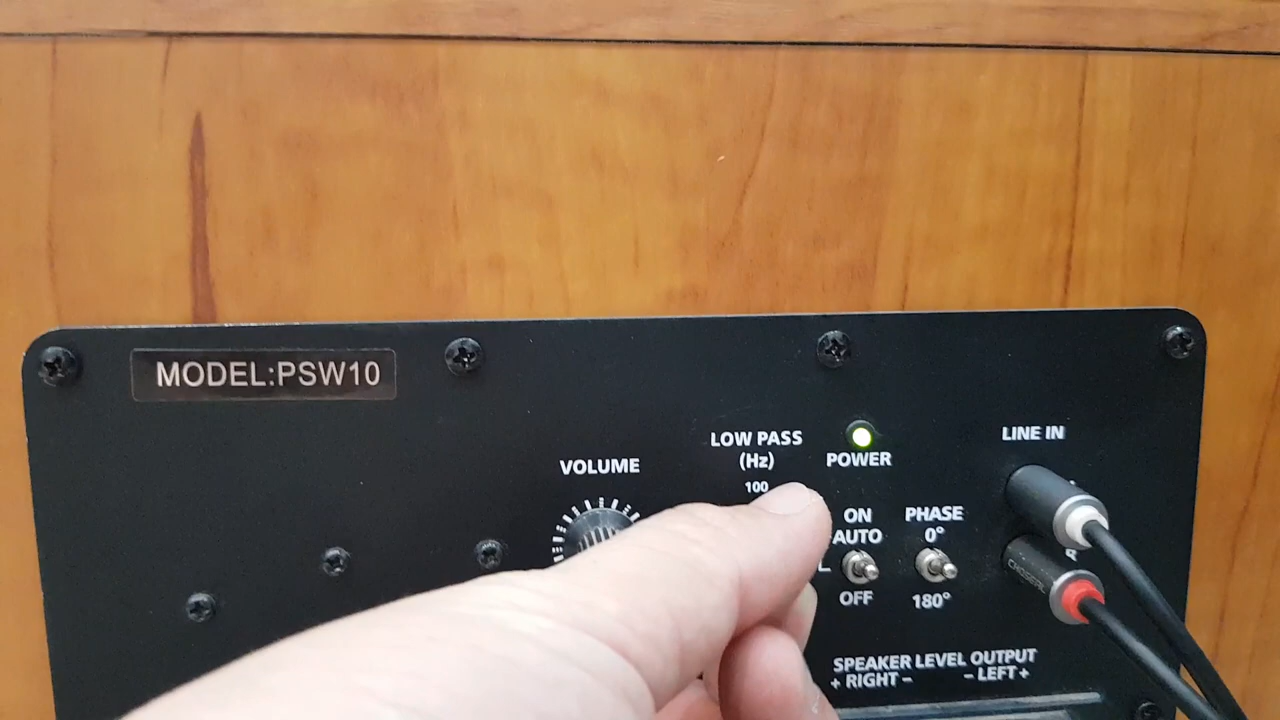 MODEL:PSW10
LOW PASS
(Hz)
100
VOLUME
POWER
LINE IN
ON
AUTO
OFF
PHASE
0°
180°
CHOSEAL
SPEAKER LEVEL OUTPUT
+ RIGHT –
– LEFT +